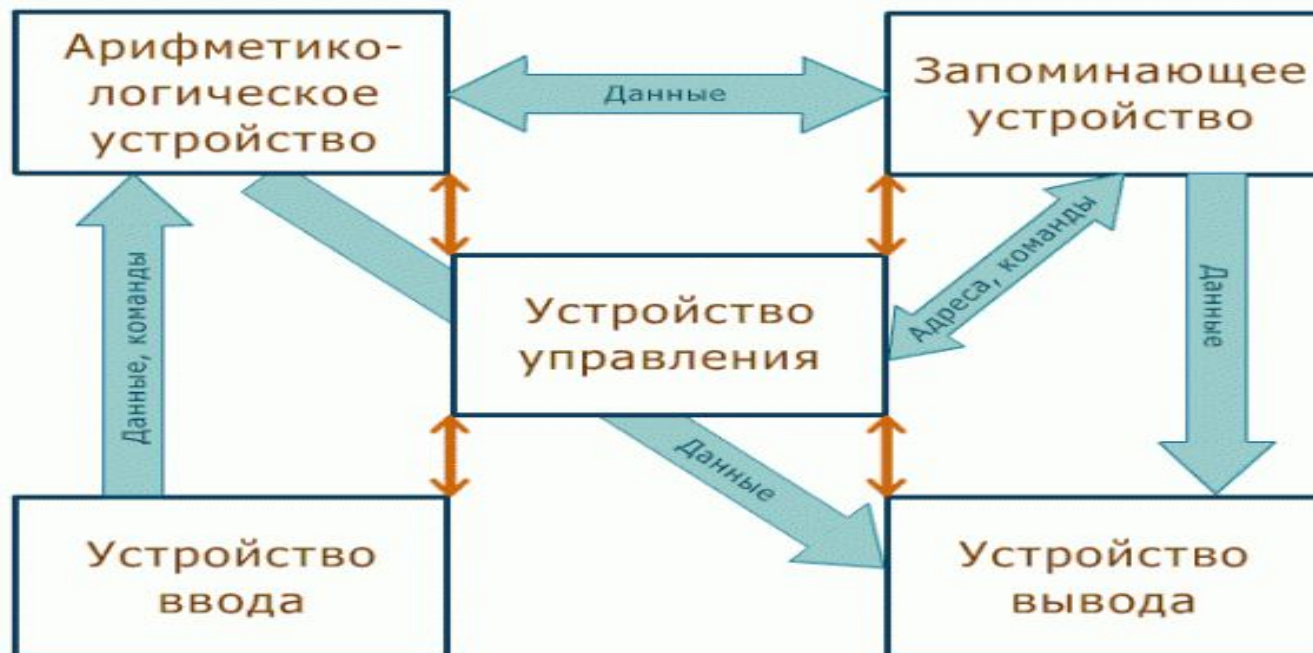 Арифметико-
логическое
устройство
Данные
Запоминающее
устройство
Данные, команды
Устройство
управления
Адреса, команды
Данные
Данные
Устройство
ввода
Устройство
вывода